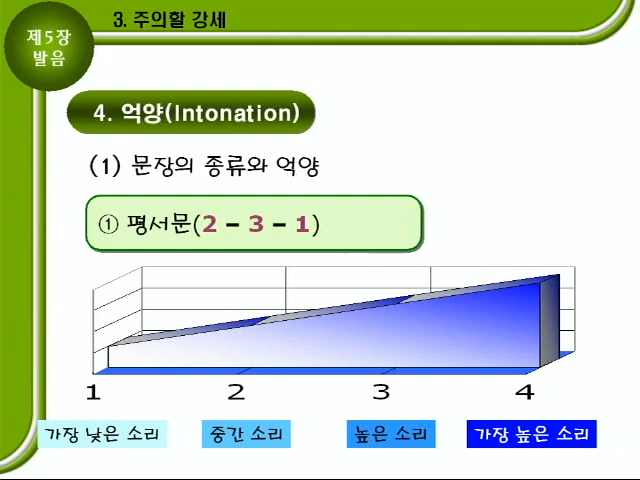 3. 주의할 강세
제5장
발음
4. 억양(Intonation)
(1) 문장의 종류와 억양
① 평서문(2 – 3 – 1)
1 2 3 4
가장 낮은 소리 중간 소리 높은 소리 가장 높은 소리